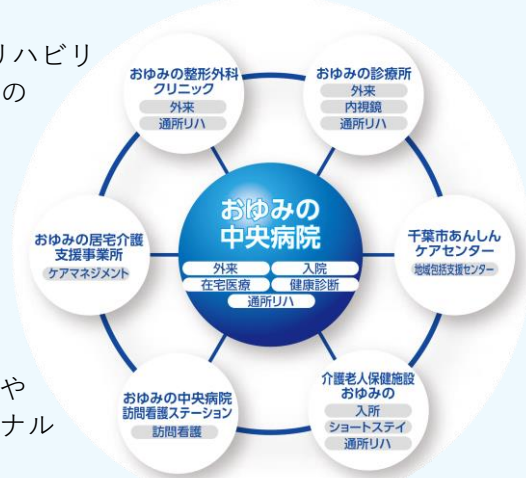 リハビリ
の
おゆみの整形外科
クリニック
外来
通所リハ
おゆみの診療所
外来
内視鏡
通所リハ
おゆみの
中央病院
外来
入院
在宅医療
健康診断
通所リハ
おゆみの居宅介護
支援事業所
ケアマネジメント
千葉市あんしん
ケアセンター
地域包括支援センター
や
ナル
おゆみの中央病院
訪問看護ステーション
訪問看護
介護老人保健施設
おゆみの
入所
ショートステイ
通所リハ